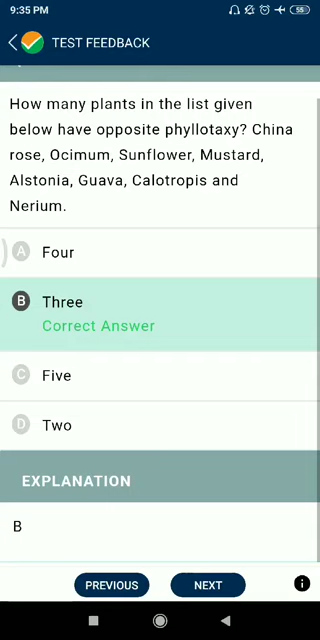 9:35 PM
55
TEST FEEDBACK
How many plants in the list given
below have opposite phyllotaxy? China
rose, Ocimum, Sunflower, Mustard,
Alstonia, Guava, Calotropis and
Nerium.
A Four
B Three
Correct Answer
C Five
D Two
EXPLANATION
B
PREVIOUS NEXT